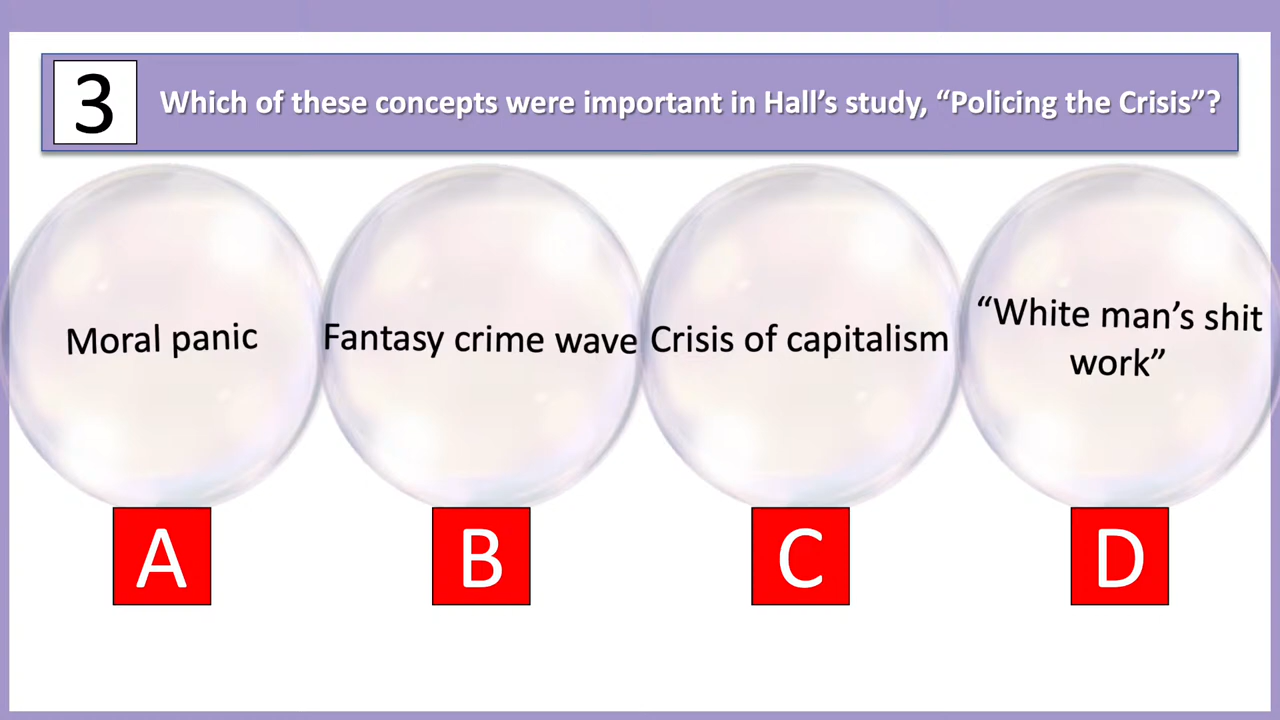 3
Which of these concepts were important in Hall’s study, “Policing the Crisis”?
Moral panic
Fantasy crime wave
Crisis of capitalism
“White man’s shit
work”
A
B
C
D